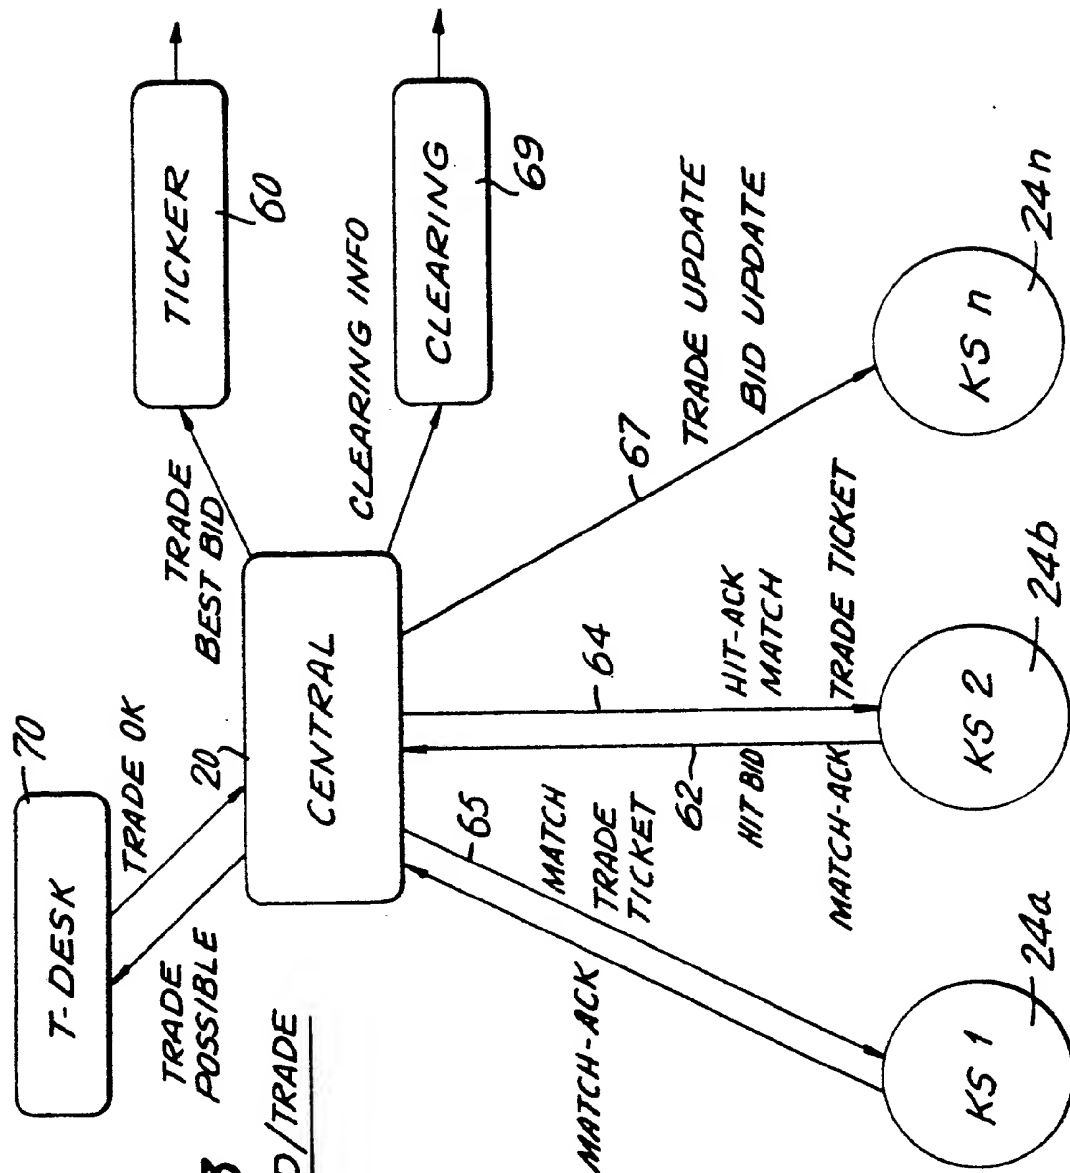 T-DESK
70
TRADE OK
TRADE
POSSIBLE
3
D/TRADE
20
CENTRAL
TRADE
BEST BID
TICKER
60
CLEARING INFO
CLEARING
69
65
MATCH
TRADE
TICKET
MATCH-ACK
62
HIT BID
MATCH-ACK
64
HIT-ACK
MATCH
TRADE TICKET
67
TRADE UPDATE
BID UPDATE
KS 1
24a
KS 2
24b
KS n
24n